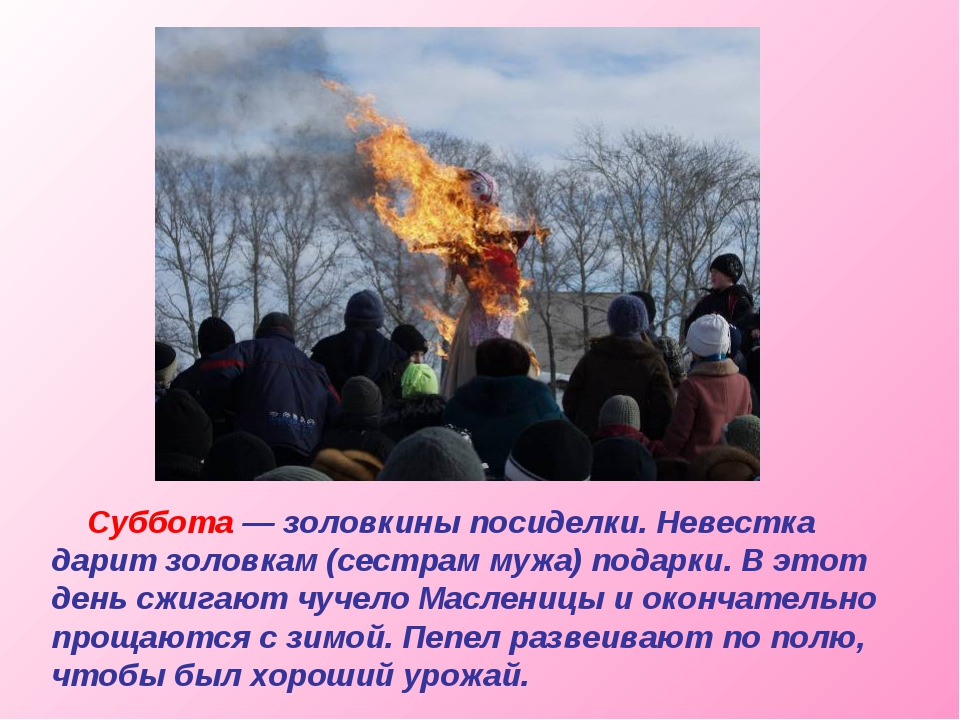 Суббота — золовкины посиделки. Невестка
дарит золовкам (сестрам мужа) подарки. В этот
день сжигают чучело Масленицы и окончательно
прощаются с зимой. Пепел развеивают по полю,
чтобы был хороший урожай.